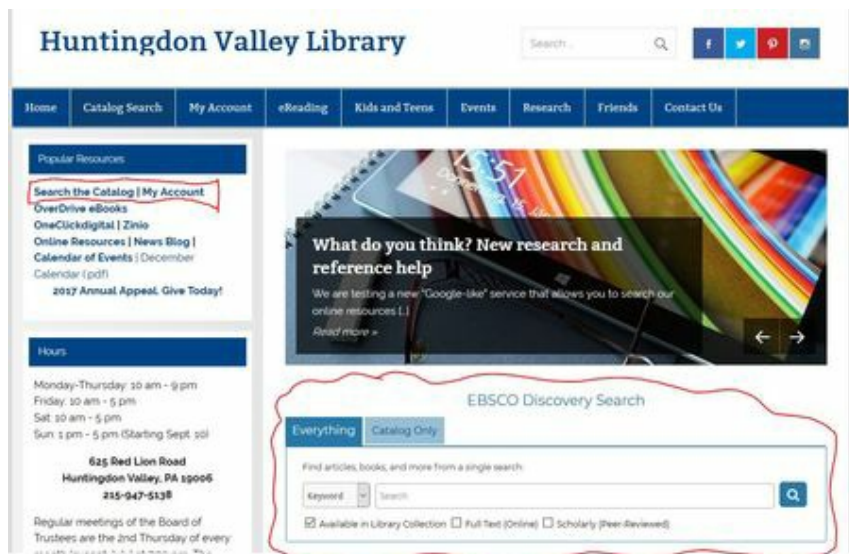 Huntingdon Valley Library
Search ...
Home Catalog Search My Account eReading Kids and Teens Events Research Friends Contact Us
Popular Resources
Search the Catalog | My Account
OverDrive eBooks
OneClickdigital | Zinio
Online Resources | News Blog |
Calendar of Events | December
Calendar (pdf)
2017 Annual Appeal. Give Today!
Hours
Monday-Thursday: 10 am - 9 pm
Friday: 10 am - 5 pm
Sat: 10 am - 5 pm
Sun: 1 pm - 5 pm (Starting Sept. 10)
625 Red Lion Road
Huntingdon Valley, PA 19006
215-947-5138
Regular meetings of the Board of
Trustees are the 2nd Thursday of every
15:51
What do you think? New research and
reference help
We are testing a new "Google-like" service that allows you to search our
online resources [...]
Read more »
EBSCO Discovery Search
Everything Catalog Only
Find articles, books, and more from a single search
Keyword Search
Available in Library Collection Full Text (Online) Scholarly (Peer-Reviewed)